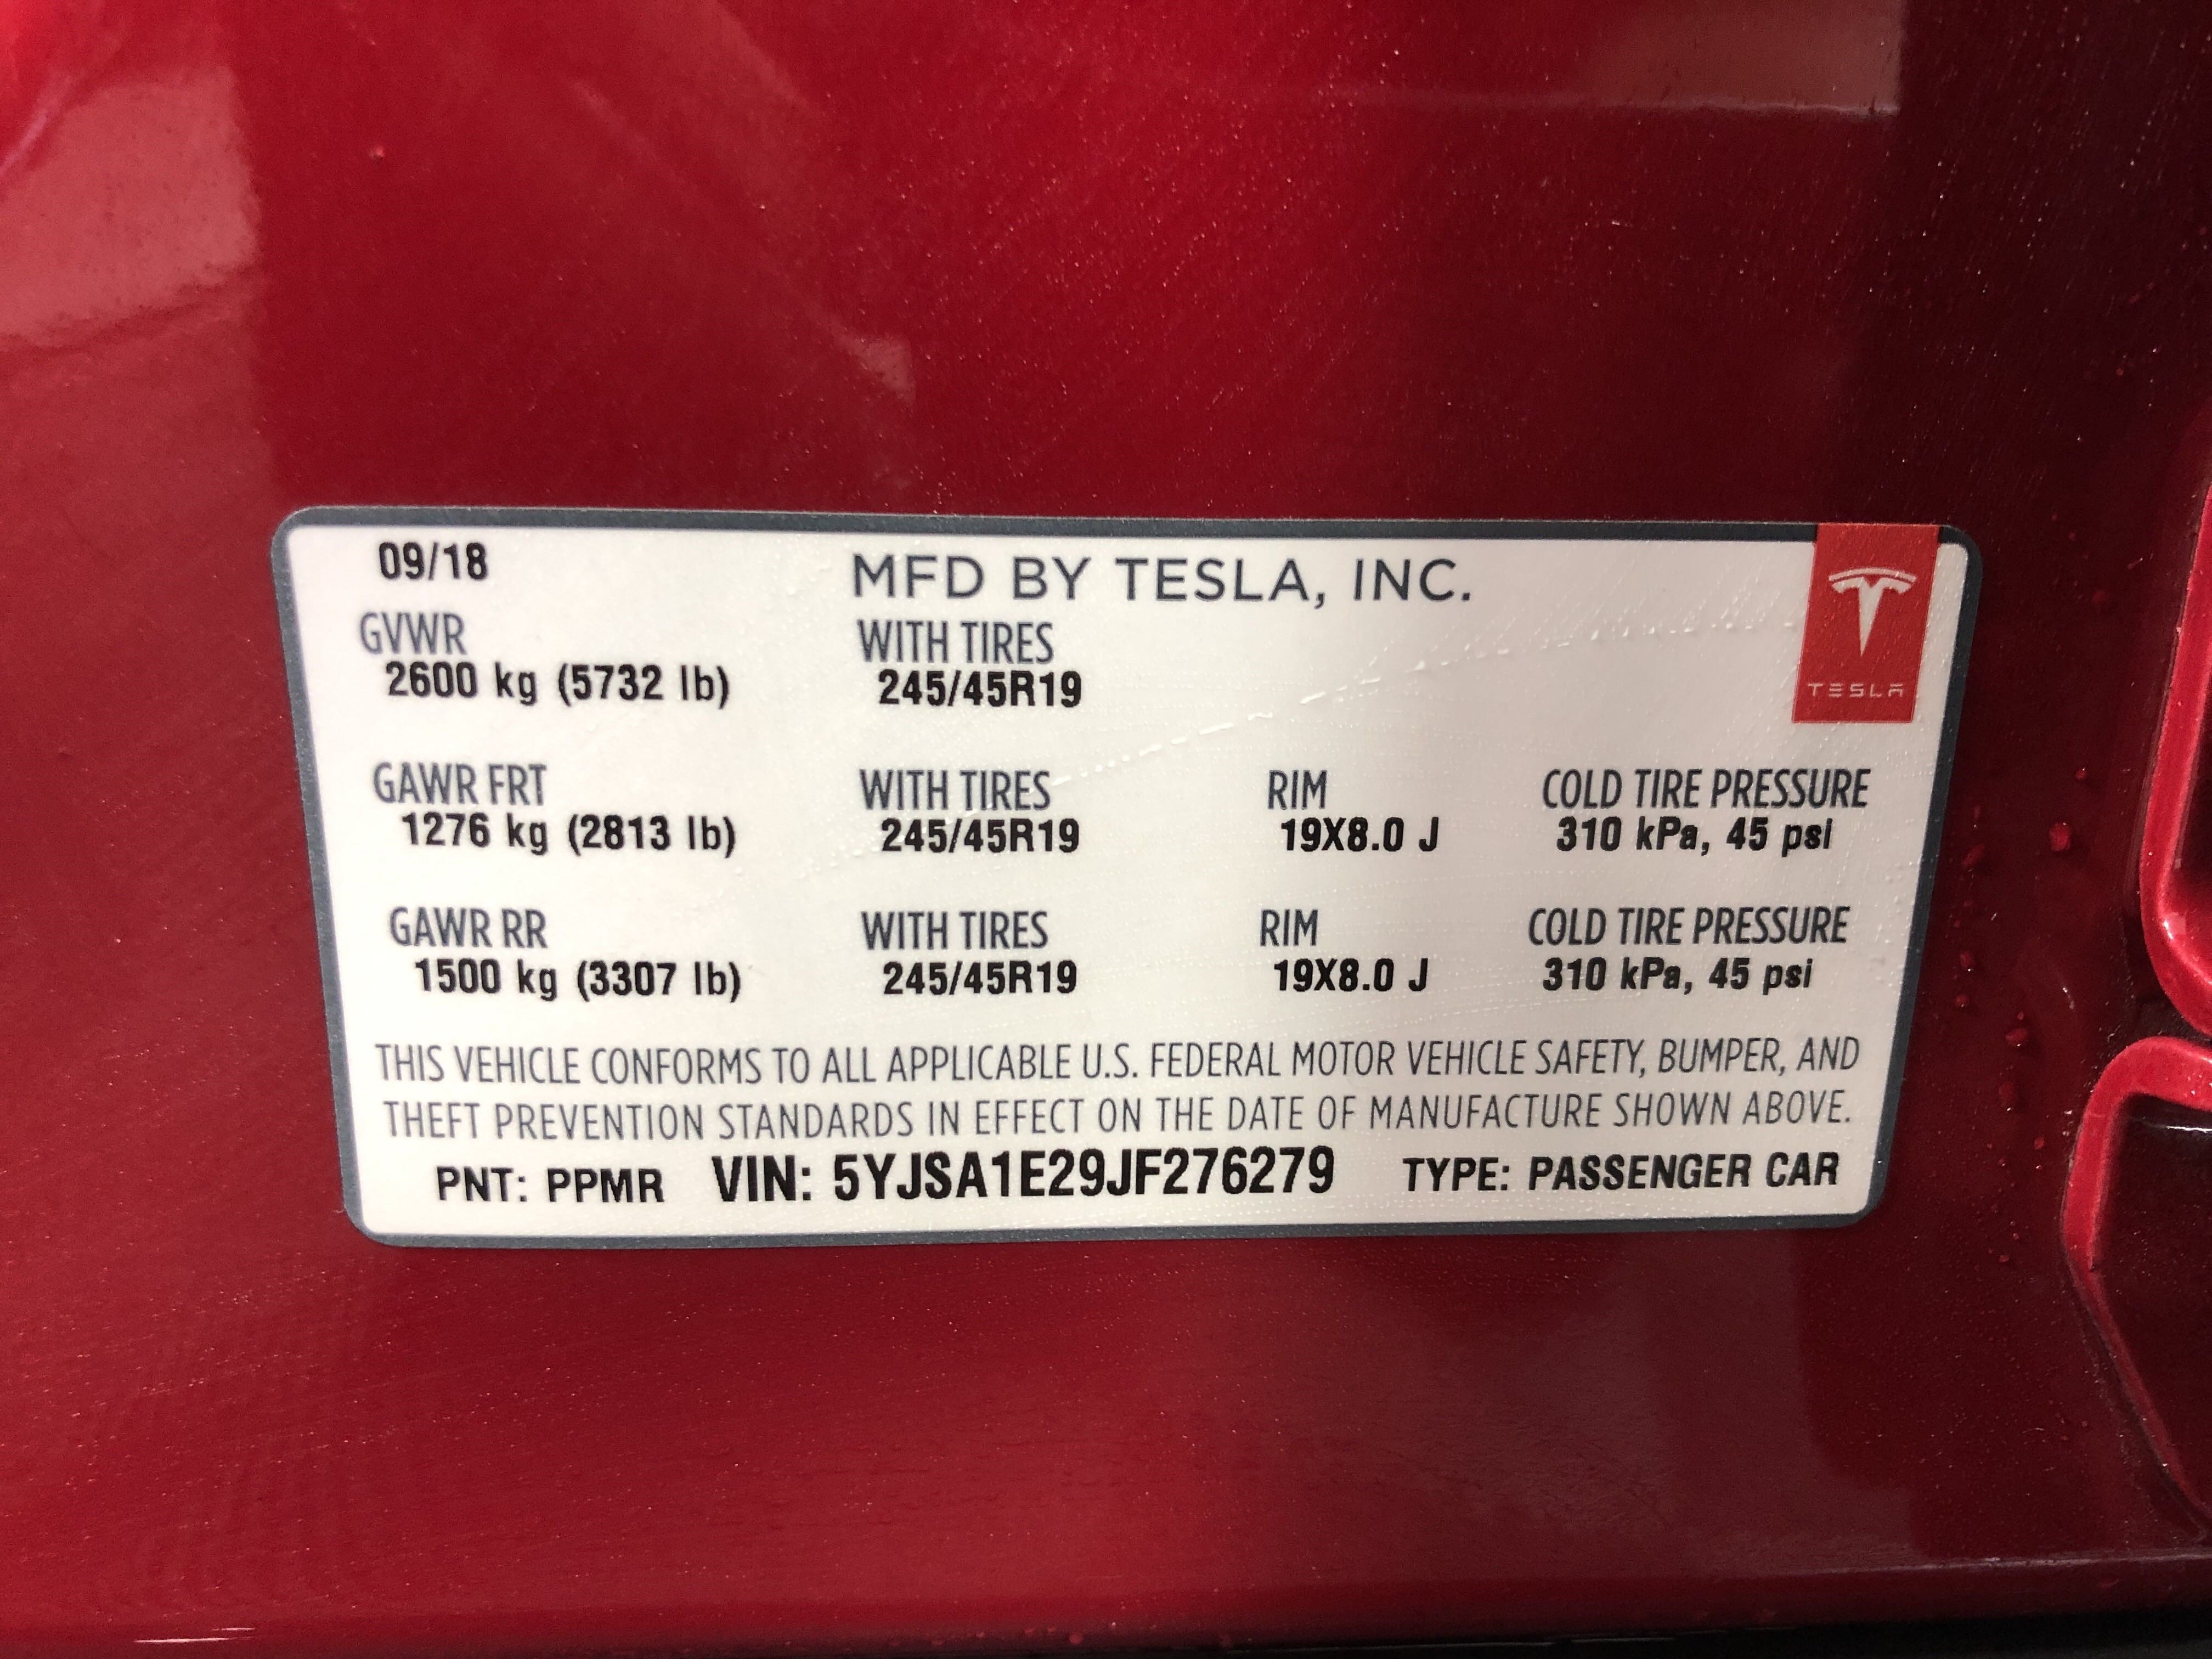 09/18 MFD BY TESLA, INC.
GVWR WITH TIRES
2600 kg (5732 lb) 245/45R19
TESLA
GAWR FRT WITH TIRES RIM COLD TIRE PRESSURE
1276 kg (2813 lb) 245/45R19 19X8.0 J 310 kPa, 45 psi
GAWR RR WITH TIRES RIM COLD TIRE PRESSURE
1500 kg (3307 lb) 245/45R19 19X8.0 J 310 kPa, 45 psi
THIS VEHICLE CONFORMS TO ALL APPLICABLE U.S. FEDERAL MOTOR VEHICLE SAFETY, BUMPER, AND
THEFT PREVENTION STANDARDS IN EFFECT ON THE DATE OF MANUFACTURE SHOWN ABOVE.
PNT: PPMR VIN: 5YJSA1E29JF276279 TYPE: PASSENGER CAR